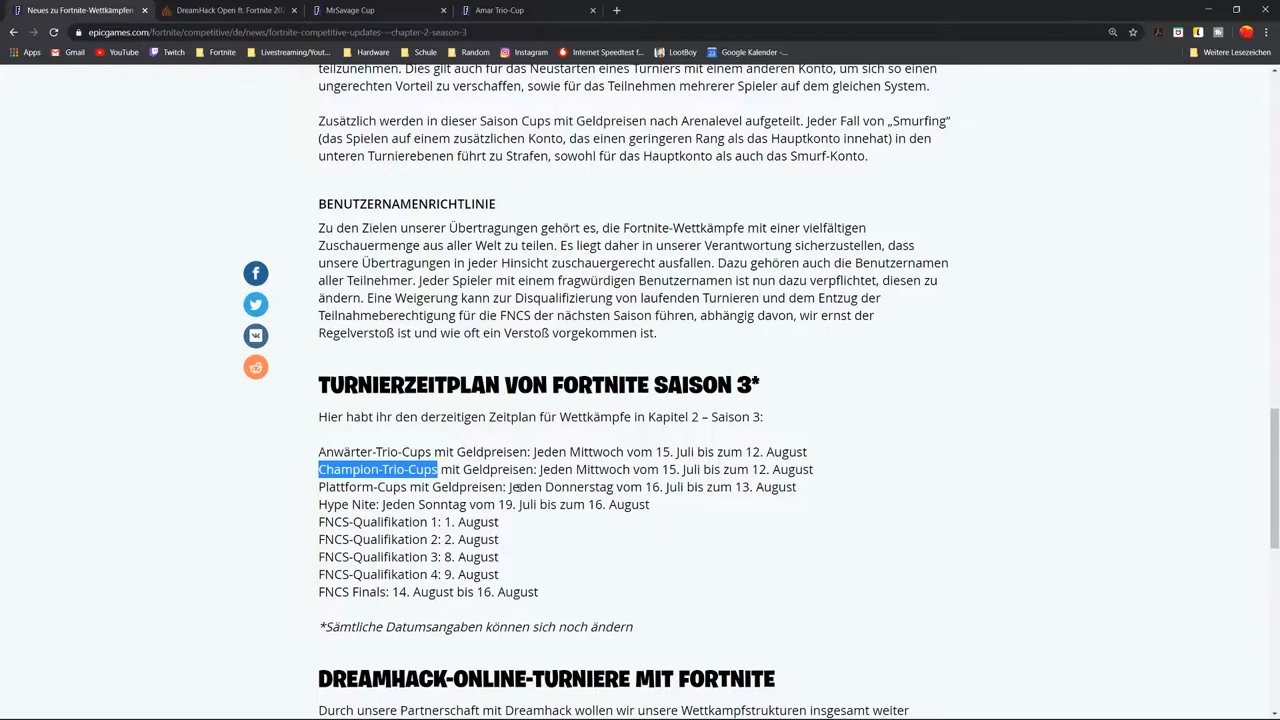 Neues zu Fortnite-Wettkämpfen
DreamHack Open ft. Fortnite 20
MrSavage Cup
Amar Trio-Cup
epicgames.com/fortnite/competitive/de/news/fortnite-competitive-updates---chapter-2-season-3
Apps
Gmail
YouTube
Twitch
Fortnite
Livestreaming/Yout...
Hardware
Schule
Random
Instagram
Internet Speedtest f...
LootBoy
Google Kalender -...
Weitere Lesezeichen
teilzunehmen. Dies gilt auch für das Neustarten eines Turniers mit einem anderen Konto, um sich so einen
ungerechten Vorteil zu verschaffen, sowie für das Teilnehmen mehrerer Spieler auf dem gleichen System.
Zusätzlich werden in dieser Saison Cups mit Geldpreisen nach Arenalevel aufgeteilt. Jeder Fall von „Smurfing“
(das Spielen auf einem zusätzlichen Konto, das einen geringeren Rang als das Hauptkonto innehat) in den
unteren Turnierebenen führt zu Strafen, sowohl für das Hauptkonto als auch das Smurf-Konto.
BENUTZERNAMENRICHTLINIE
Zu den Zielen unserer Übertragungen gehört es, die Fortnite-Wettkämpfe mit einer vielfältigen
Zuschauermenge aus aller Welt zu teilen. Es liegt daher in unserer Verantwortung sicherzustellen, dass
unsere Übertragungen in jeder Hinsicht zuschauergerecht ausfallen. Dazu gehören auch die Benutzernamen
aller Teilnehmer. Jeder Spieler mit einem fragwürdigen Benutzernamen ist nun dazu verpflichtet, diesen zu
ändern. Eine Weigerung kann zur Disqualifizierung von laufenden Turnieren und dem Entzug der
Teilnahmeberechtigung für die FNCS der nächsten Saison führen, abhängig davon, wir ernst der
Regelverstoß ist und wie oft ein Verstoß vorgekommen ist.
TURNIERZEITPLAN VON FORTNITE SAISON 3*
Hier habt ihr den derzeitigen Zeitplan für Wettkämpfe in Kapitel 2 – Saison 3:
Anwärter-Trio-Cups mit Geldpreisen: Jeden Mittwoch vom 15. Juli bis zum 12. August
Champion-Trio-Cups mit Geldpreisen: Jeden Mittwoch vom 15. Juli bis zum 12. August
Plattform-Cups mit Geldpreisen: Jeden Donnerstag vom 16. Juli bis zum 13. August
Hype Nite: Jeden Sonntag vom 19. Juli bis zum 16. August
FNCS-Qualifikation 1: 1. August
FNCS-Qualifikation 2: 2. August
FNCS-Qualifikation 3: 8. August
FNCS-Qualifikation 4: 9. August
FNCS Finals: 14. August bis 16. August
*Sämtliche Datumsangaben können sich noch ändern
DREAMHACK-ONLINE-TURNIERE MIT FORTNITE
Durch unsere Partnerschaft mit Dreamhack wollen wir unsere Wettkampfstrukturen insgesamt weiter